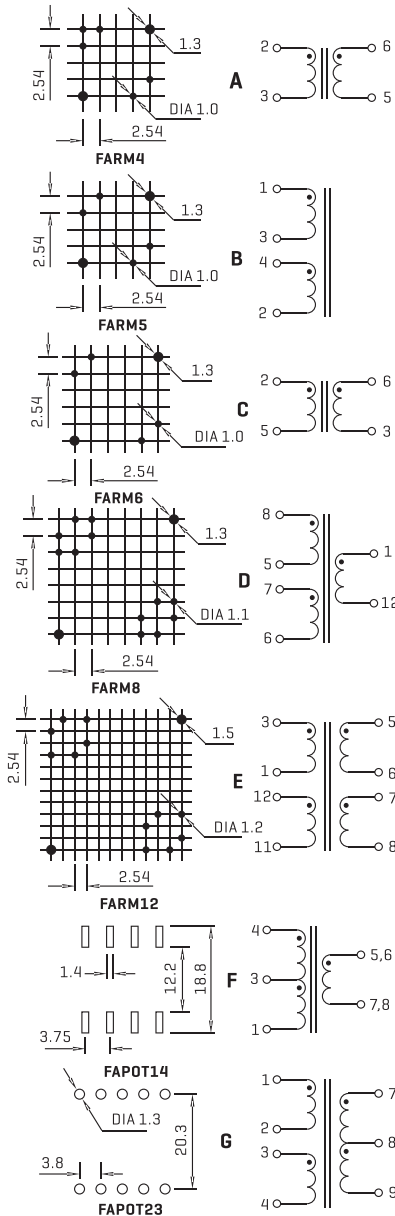 2.54
1.3
DIA 1.0
2.54
FARM4
A
2
3
6
5
2.54
1.3
DIA 1.0
2.54
FARM5
B
1
3
4
2
2.54
1.3
DIA 1.0
2.54
FARM6
C
2
5
6
3
2.54
1.3
DIA 1.1
2.54
FARM8
D
8
5
7
6
1
12
2.54
1.5
DIA 1.2
2.54
FARM12
E
3
1
12
11
5
6
7
8
1.4
12.2
18.8
3.75
FAPOT14
F
4
3
1
5,6
7,8
DIA 1.3
20.3
3.8
FAPOT23
G
1
2
3
4
7
8
9